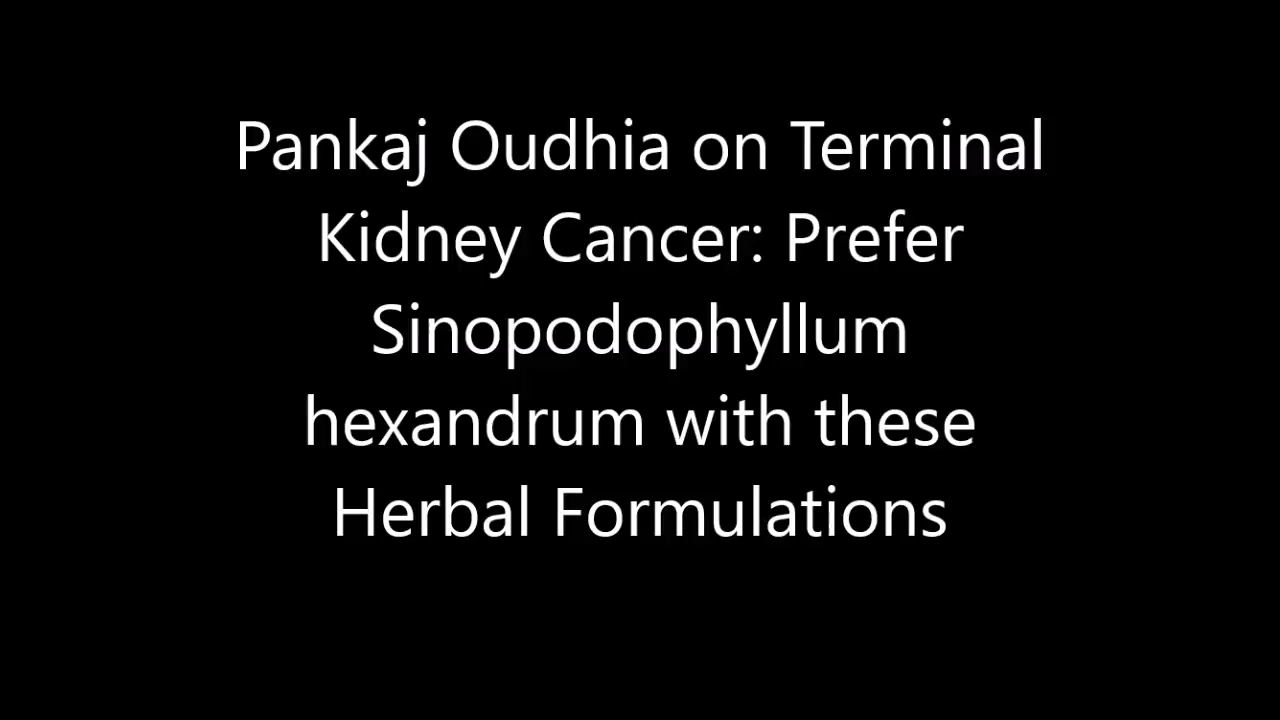 Pankaj Oudhia on Terminal
Kidney Cancer: Prefer
Sinopodophyllum
hexandrum with these
Herbal Formulations